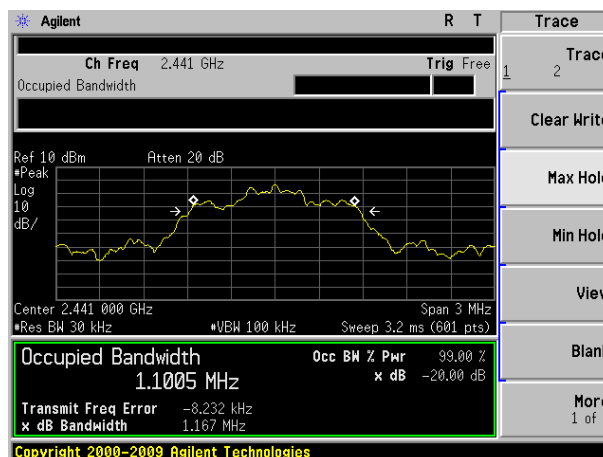 Agilent R T Trace
Ch Freq 2.441 GHz Trig Free
Occupied Bandwidth
Ref 10 dBm Atten 20 dB
#Peak
Log
10
dB/
Center 2.441 000 GHz Span 3 MHz
#Res BW 30 kHz #VBW 100 kHz Sweep 3.2 ms (601 pts)
Occupied Bandwidth Occ BW % Pwr 99.00 %
1.1005 MHz x dB -20.00 dB
Transmit Freq Error -8.232 kHz
x dB Bandwidth 1.167 MHz
Copyright 2000-2009 Agilent Technologies
Trace
1 2
Clear Write
Max Hold
Min Hold
View
Blank
More
1 of